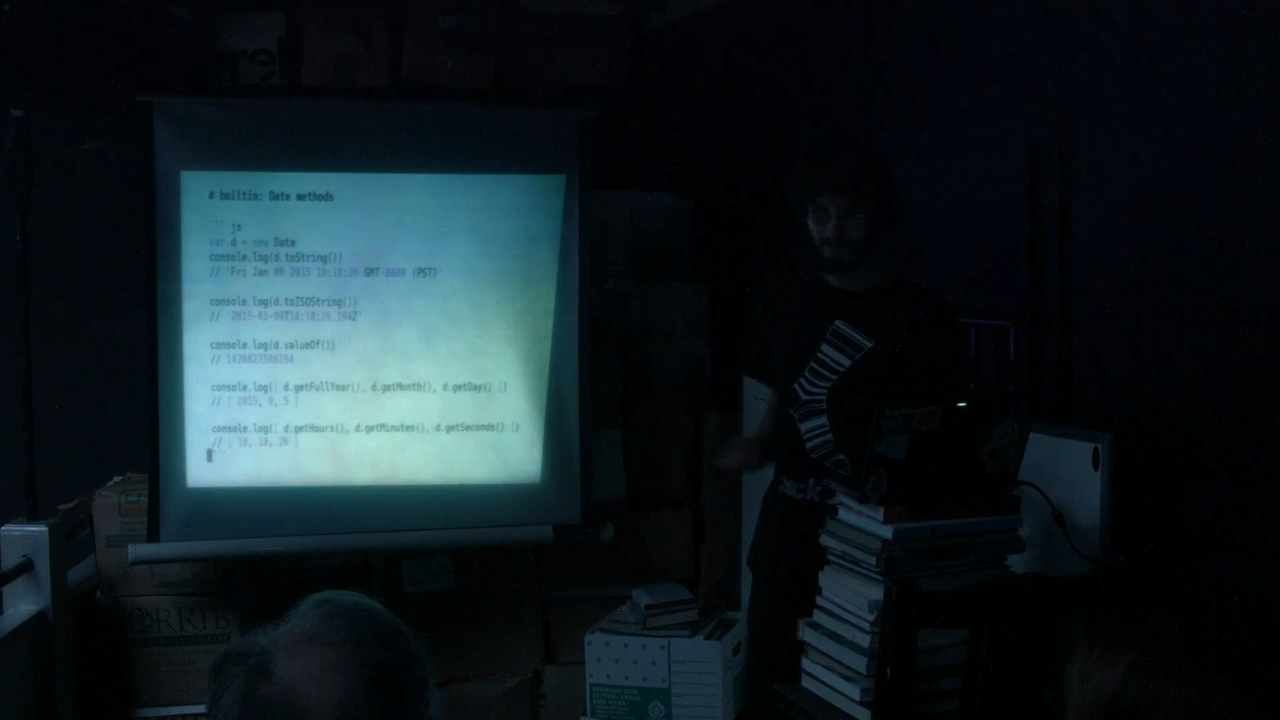 # builtin: Date methods
``` js
var d = new Date
console.log(d.toString())
// 'Fri Jan 09 2015 10:18:26 GMT-0800 (PST)'
console.log(d.toISOString())
// '2015-01-09T18:18:26.194Z'
console.log(d.valueOf())
console.log([ d.getFullYear(), d.getMonth(), d.getDay() ])
// [ 2015, 0, 5 ]
console.log([ d.getHours(), d.getMinutes(), d.getSeconds() ])
// [ 10, 18, 26 ]
```
STORAGE BOX